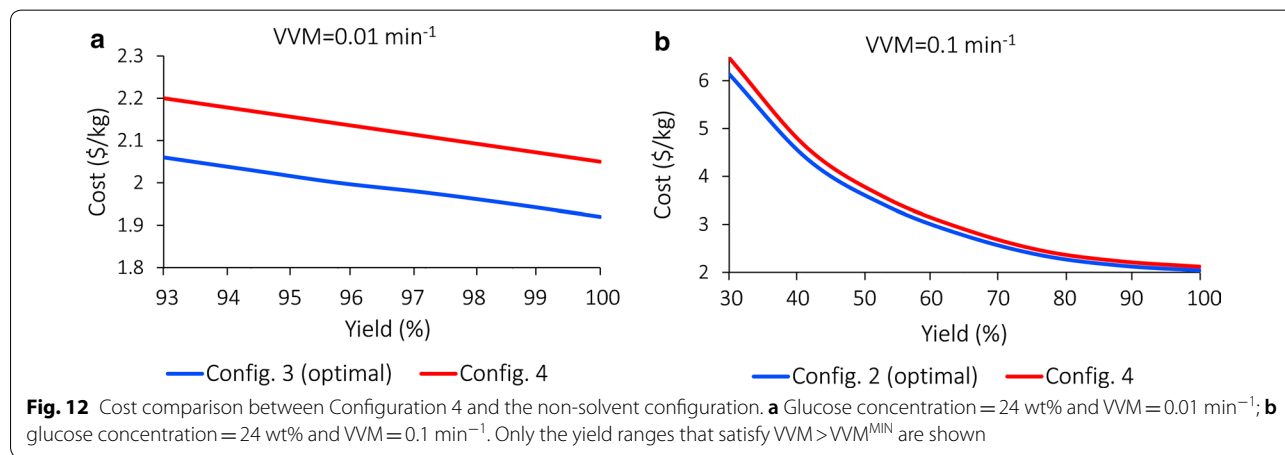 a
VVM=0.01 min⁻¹
2.3
2.2
2.1
2
1.9
1.8
Cost ($/kg)
93 94 95 96 97 98 99 100
Yield (%)
Config. 3 (optimal) Config. 4
b
VVM=0.1 min⁻¹
6
5
4
3
2
Cost ($/kg)
30 40 50 60 70 80 90 100
Yield (%)
Config. 2 (optimal) Config. 4
Fig. 12 Cost comparison between Configuration 4 and the non-solvent configuration. a Glucose concentration = 24 wt% and VVM = 0.01 min⁻¹; b
glucose concentration = 24 wt% and VVM = 0.1 min⁻¹. Only the yield ranges that satisfy VVM > VVMᴹᴵᴺ are shown